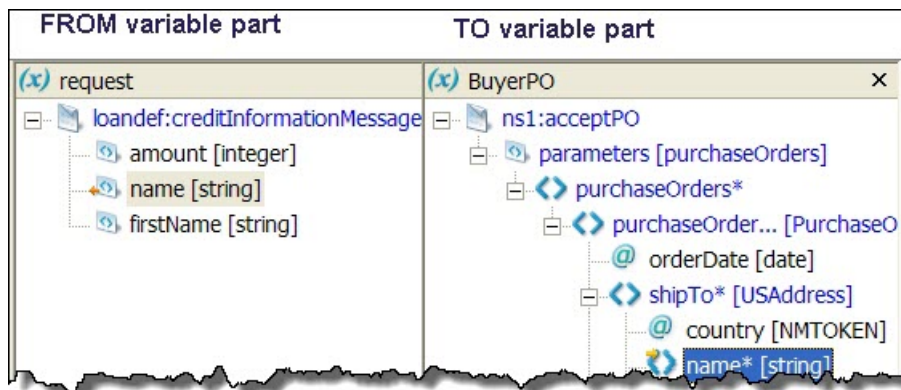 FROM variable part
TO variable part
(x) request
(x) BuyerPO
loandef:creditInformationMessage
amount [integer]
name [string]
firstName [string]
ns1:acceptPO
parameters [purchaseOrders]
purchaseOrders*
purchaseOrder... [PurchaseO
@ orderDate [date]
shipTo* [USAddress]
@ country [NMTOKEN]
name* [string]